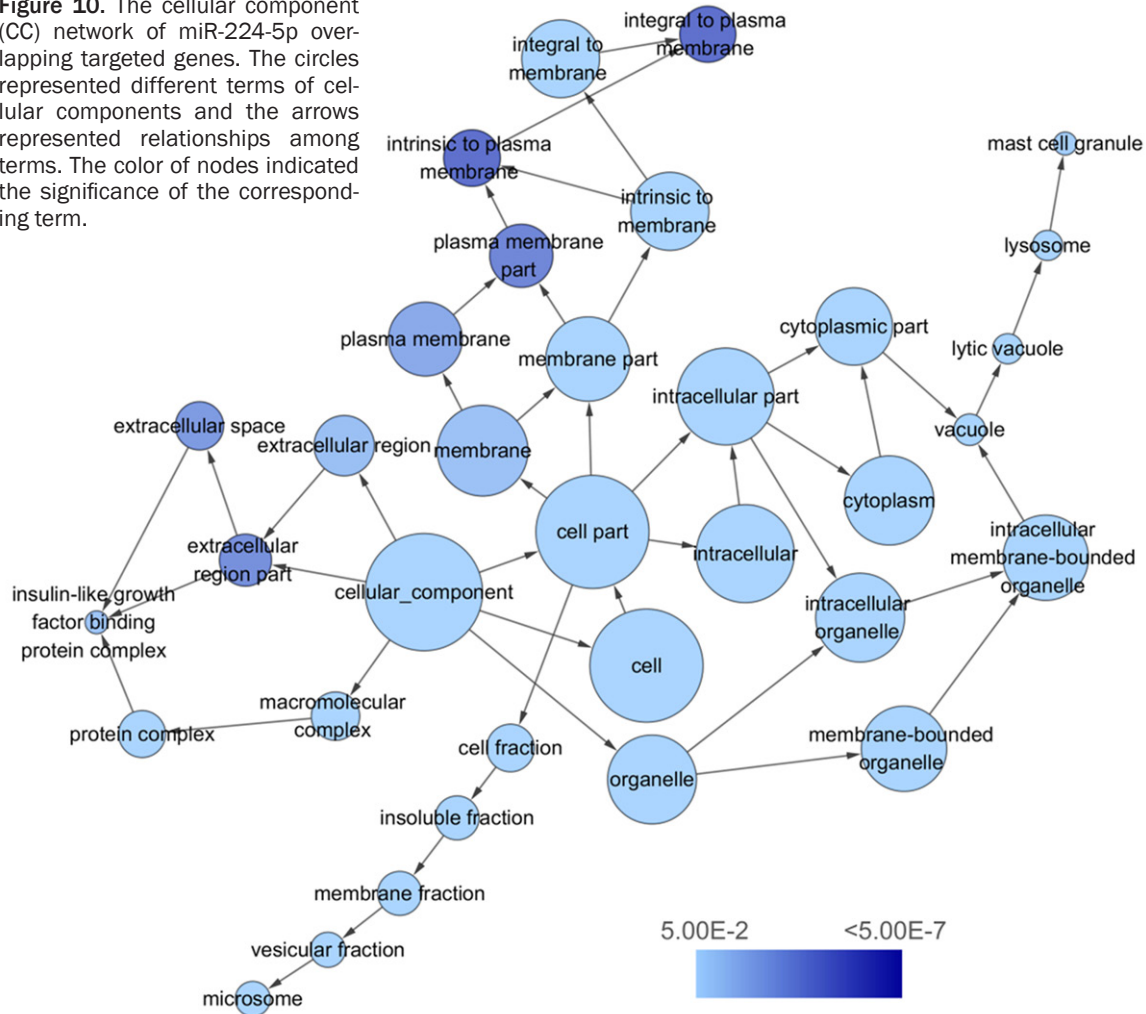 Figure 10. The cellular component
(CC) network of miR-224-5p over-
lapping targeted genes. The circles
represented different terms of cel-
lular components and the arrows
represented relationships among
terms. The color of nodes indicated
the significance of the correspond-
ing term.
integral to plasma
membrane
integral to
membrane
intrinsic to plasma
membrane
mast cell granule
intrinsic to
membrane
plasma membrane
part
lysosome
cytoplasmic part
plasma membrane
membrane part
lytic vacuole
intracellular part
extracellular space
extracellular region
membrane
vacuole
cytoplasm
cell part
extracellular
region part
intracellular
intracellular
membrane-bounded
organelle
cellular_component
insulin-like growth
factor binding
protein complex
intracellular
organelle
cell
macromolecular
complex
protein complex
cell fraction
organelle
membrane-bounded
organelle
insoluble fraction
membrane fraction
vesicular fraction
microsome
5.00E-2
<5.00E-7